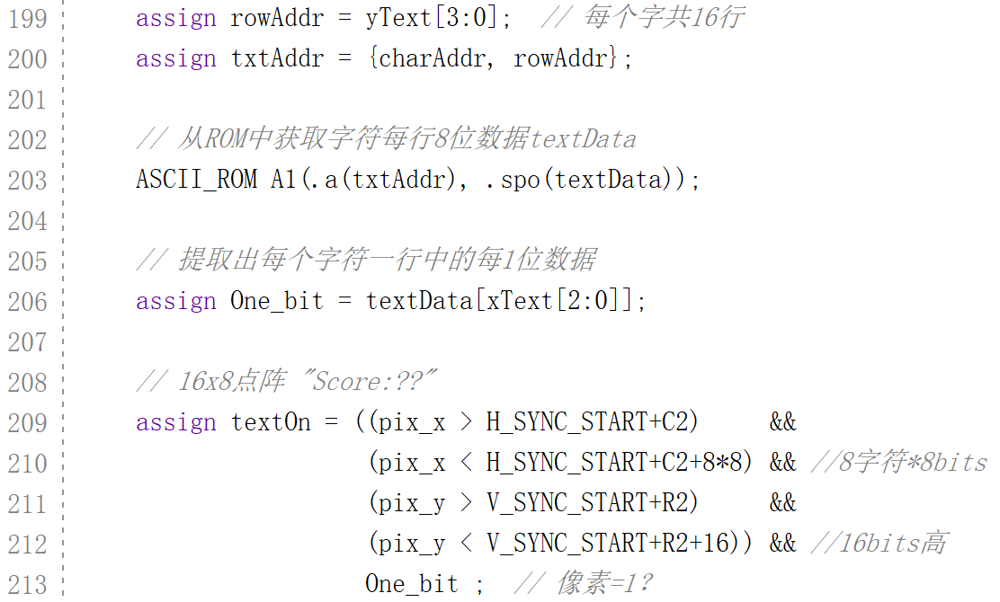 199 assign rowAddr = yText[3:0]; // 每个字共16行
200 assign txtAddr = {charAddr, rowAddr};
201
202 // 从ROM中获取字符每行8位数据textData
203 ASCII_ROM A1(.a(txtAddr), .spo(textData));
204
205 // 提取出每个字符一行中的每1位数据
206 assign One_bit = textData[xText[2:0]];
207
208 // 16x8点阵 "Score:??"
209 assign textOn = ((pix_x > H_SYNC_START+C2) &&
210 (pix_x < H_SYNC_START+C2+8*8) && //8字符*8bits
211 (pix_y > V_SYNC_START+R2) &&
212 (pix_y < V_SYNC_START+R2+16)) && //16bits高
213 One_bit ; // 像素=1?